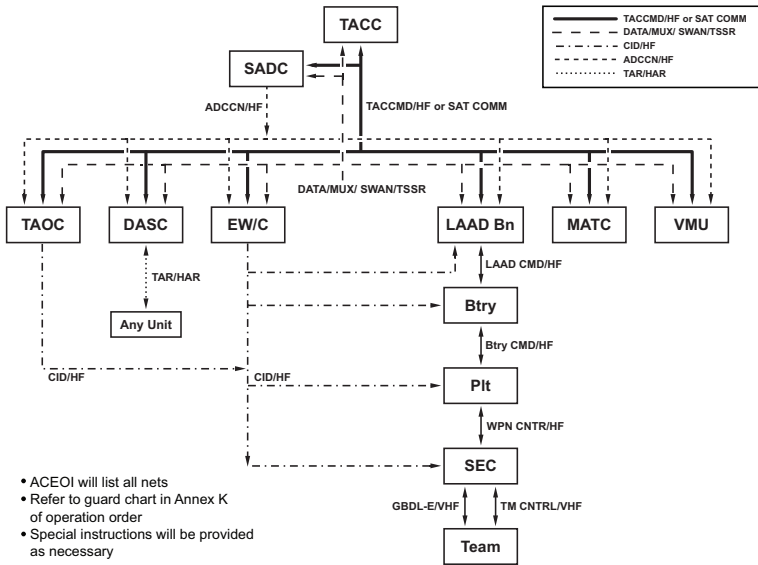 TACC
TACCMD/HF or SAT COMM
DATA/MUX/ SWAN/TSSR
CID/HF
ADCCN/HF
TAR/HAR
SADC
ADCCN/HF
TACCMD/HF or SAT COMM
DATA/MUX/ SWAN/TSSR
TAOC
DASC
EW/C
LAAD Bn
MATC
VMU
LAAD CMD/HF
TAR/HAR
Btry
Any Unit
Btry CMD/HF
CID/HF
CID/HF
Plt
WPN CNTR/HF
SEC
• ACEOI will list all nets
• Refer to guard chart in Annex K
of operation order
• Special instructions will be provided
as necessary
GBDL-E/VHF
TM CNTRL/VHF
Team